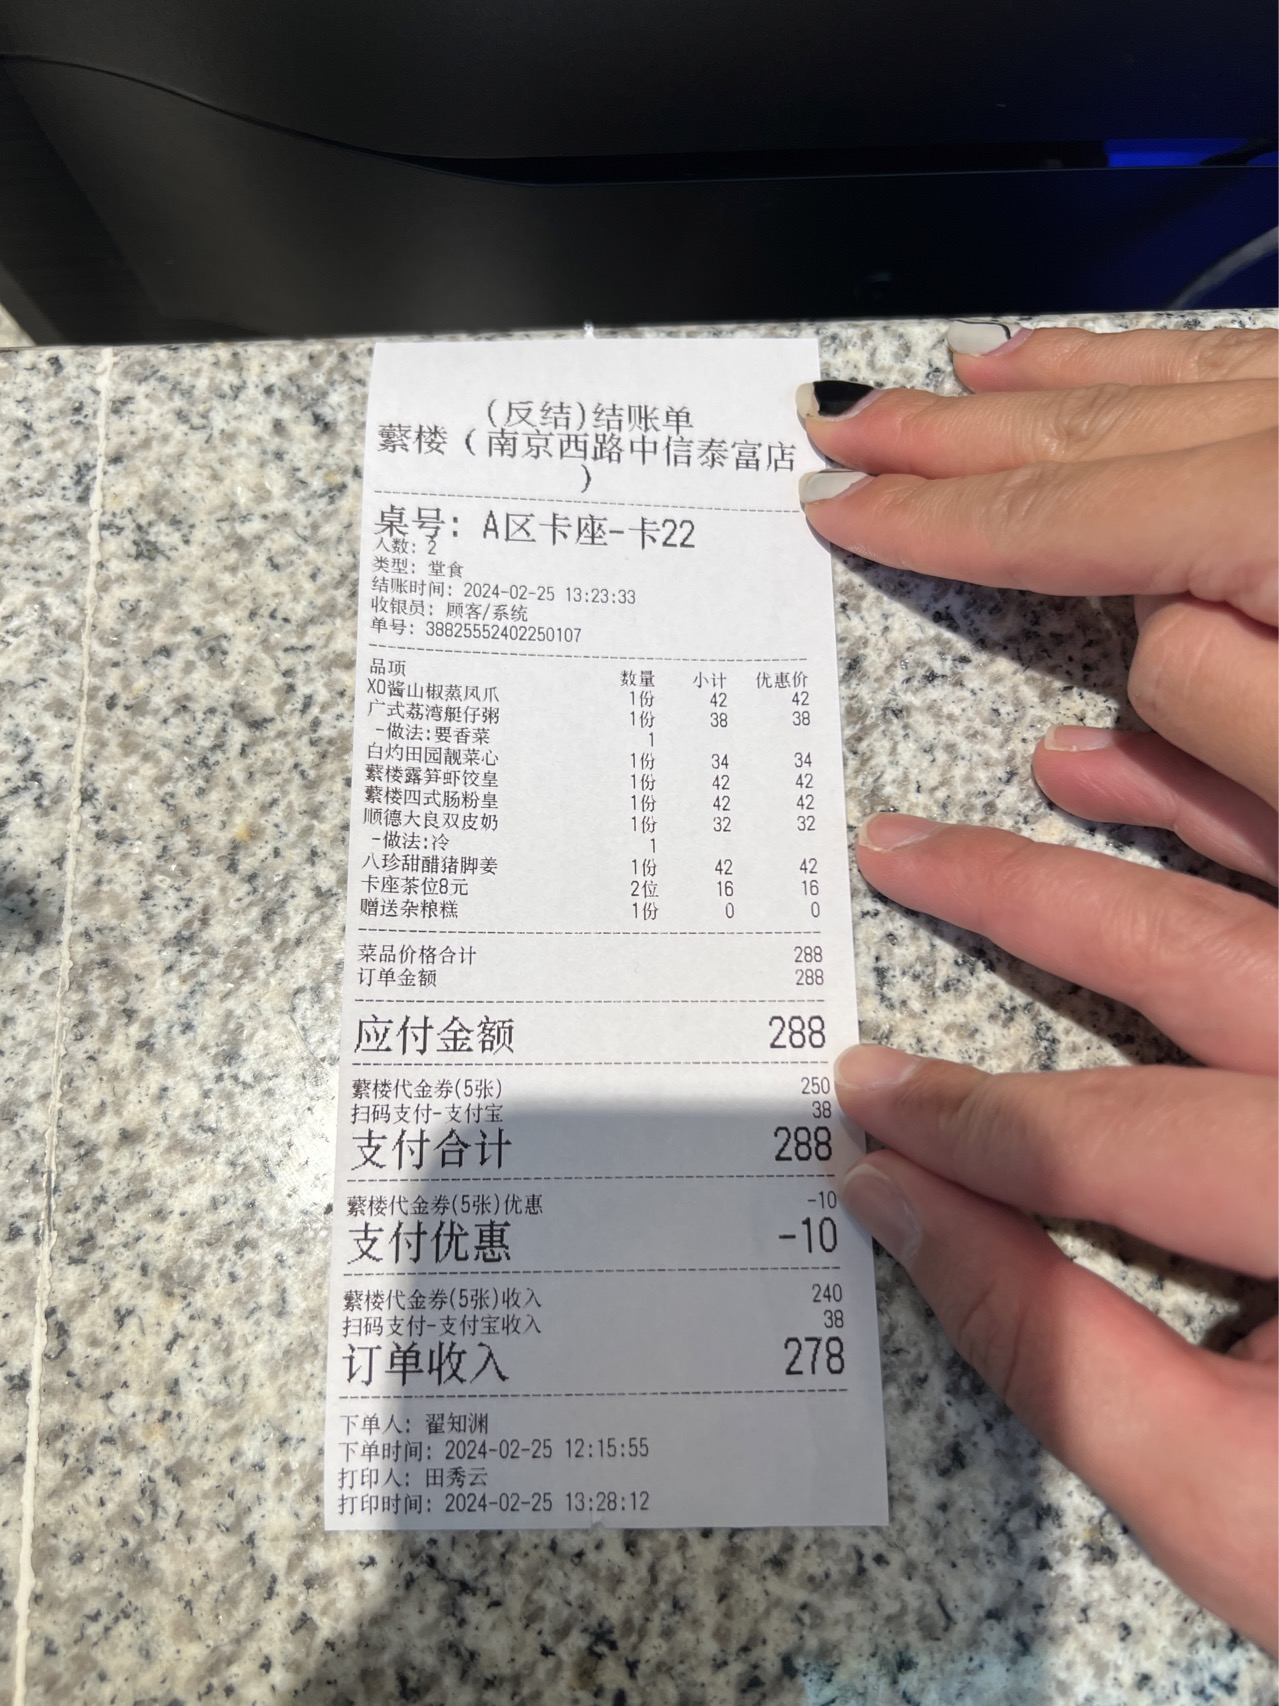 (反结)结账单
蘩楼（南京西路中信泰富店
）
桌号: A区卡座-卡22
人数: 2
类型: 堂食
结账时间: 2024-02-25 13:23:33
收银员: 顾客/系统
单号: 38825552402250107
品项 数量 小计 优惠价
XO酱山椒蒸凤爪 1份 42 42
广式荔湾艇仔粥 1份 38 38
-做法:要香菜 1
白灼田园靓菜心 1份 34 34
蘩楼露笋虾饺皇 1份 42 42
蘩楼四式肠粉皇 1份 42 42
顺德大良双皮奶 1份 32 32
-做法:冷 1
八珍甜醋猪脚姜 1份 42 42
卡座茶位8元 2位 16 16
赠送杂粮糕 1份 0 0
菜品价格合计 288
订单金额 288
应付金额 288
蘩楼代金券(5张) 250
扫码支付-支付宝 38
支付合计 288
蘩楼代金券(5张)优惠 -10
支付优惠 -10
蘩楼代金券(5张)收入 240
扫码支付-支付宝收入 38
订单收入 278
下单人: 翟知渊
下单时间: 2024-02-25 12:15:55
打印人: 田秀云
打印时间: 2024-02-25 13:28:12